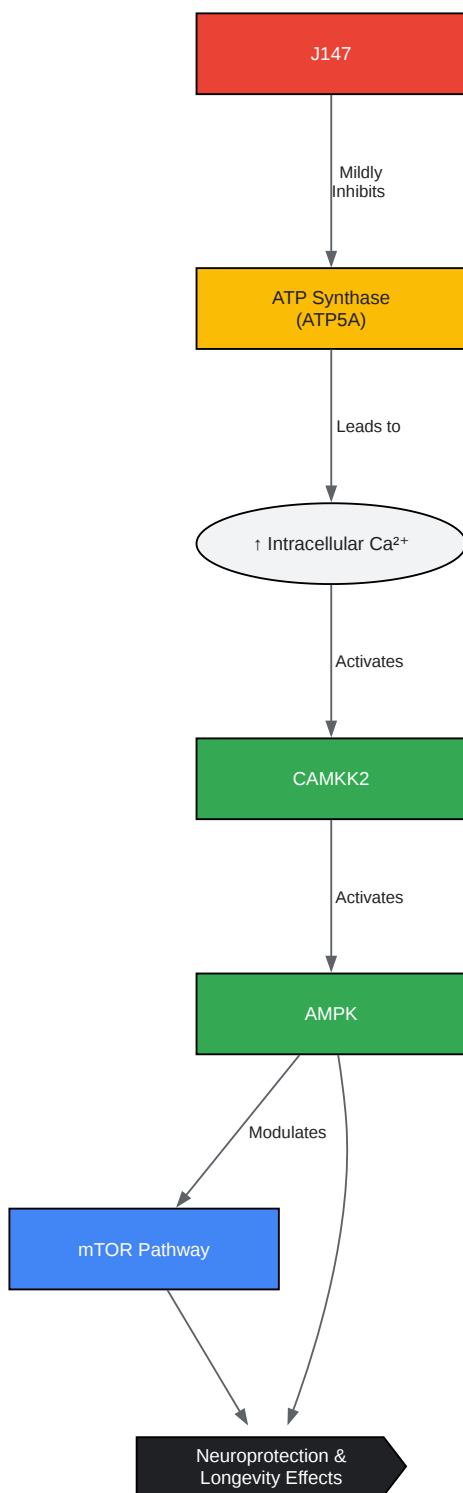 J147
Mildly
Inhibits
ATP Synthase
(ATP5A)
Leads to
↑ Intracellular Ca²⁺
Activates
CAMKK2
Activates
AMPK
Modulates
mTOR Pathway
Neuroprotection &
Longevity Effects